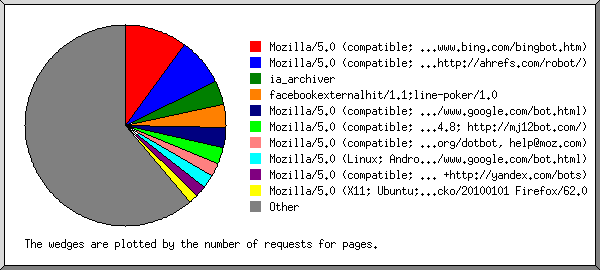 Mozilla/5.0 (compatible; ...www.bing.com/bingbot.htm)
Mozilla/5.0 (compatible; ...http://ahrefs.com/robot/)
ia_archiver
facebookexternalhit/1.1;line-poker/1.0
Mozilla/5.0 (compatible; .../www.google.com/bot.html)
Mozilla/5.0 (compatible; ...4.8; http://mj12bot.com/)
Mozilla/5.0 (compatible; ...org/dotbot, help@moz.com)
Mozilla/5.0 (Linux; Andro.../www.google.com/bot.html)
Mozilla/5.0 (compatible; ... +http://yandex.com/bots)
Mozilla/5.0 (X11; Ubuntu;...cko/20100101 Firefox/62.0
Other
The wedges are plotted by the number of requests for pages.